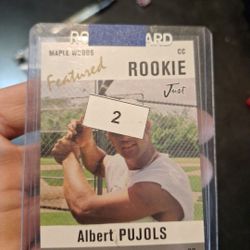 MAPLE WOODS
CC
Featured
ROOKIE
Just
2
Albert PUJOLS